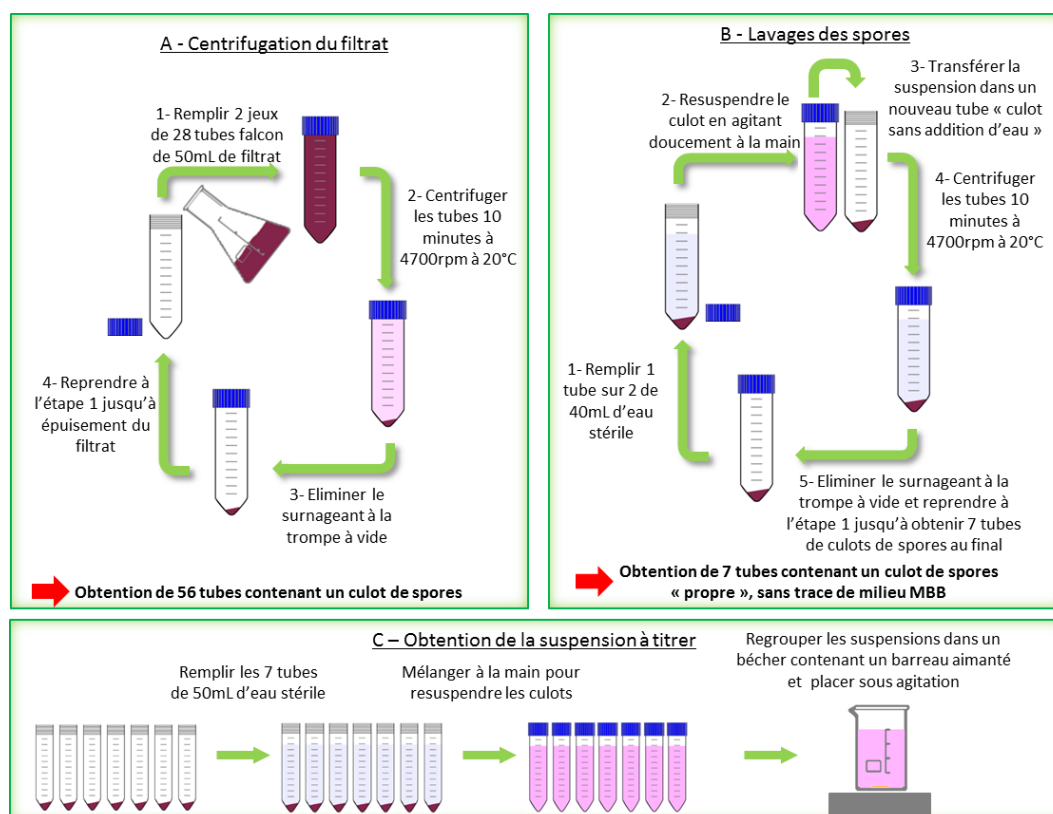 A - Centrifugation du filtrat
1- Remplir 2 jeux
de 28 tubes falcon
de 50mL de filtrat
2- Centrifuger
les tubes 10
minutes à
4700rpm à 20°C
3- Eliminer le
surnageant à la
trompe à vide
4- Reprendre à
l’étape 1 jusqu’à
épuisement du
filtrat
Obtention de 56 tubes contenant un culot de spores
B - Lavages des spores
1- Remplir 1
tube sur 2 de
40mL d’eau
stérile
2- Resuspendre le
culot en agitant
doucement à la main
3- Transférer la
suspension dans un
nouveau tube « culot
sans addition d’eau »
4- Centrifuger
les tubes 10
minutes à
4700rpm à 20°C
5- Eliminer le surnageant à la
trompe à vide et reprendre à
l’étape 1 jusqu’à obtenir 7 tubes
de culots de spores au final
Obtention de 7 tubes contenant un culot de spores
« propre », sans trace de milieu MBB
C – Obtention de la suspension à titrer
Remplir les 7 tubes
de 50mL d’eau stérile
Mélanger à la main pour
resuspendre les culots
Regrouper les suspensions dans un
bécher contenant un barreau aimanté
et placer sous agitation